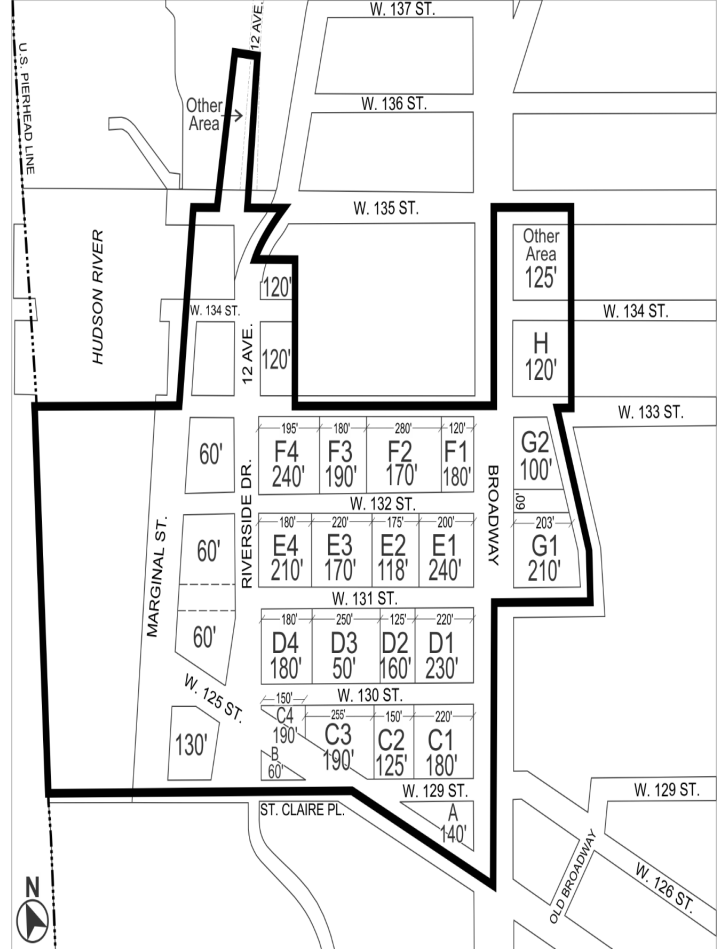 12 AVE.
W. 137 ST.
U.S. PIERHEAD LINE
Other
Area
W. 136 ST.
W. 135 ST.
HUDSON RIVER
Other
Area
125'
120'
W. 134 ST.
W. 134 ST.
12 AVE.
120'
H
120'
W. 133 ST.
60'
195'
F4
240'
180'
F3
190'
280'
F2
170'
120'
F1
180'
G2
100'
60'
W. 132 ST.
RIVERSIDE DR.
BROADWAY
MARGINAL ST.
60'
180'
E4
210'
220'
E3
170'
175'
E2
118'
200'
E1
240'
203'
G1
210'
W. 131 ST.
60'
180'
D4
180'
250'
D3
50'
125'
D2
160'
220'
D1
230'
W. 130 ST.
W. 125 ST.
130'
150'
C4
190'
B
60'
255'
C3
190'
150'
C2
125'
220'
C1
180'
W. 129 ST.
W. 129 ST.
ST. CLAIRE PL.
A
140'
OLD BROADWAY
W. 126 ST.
N